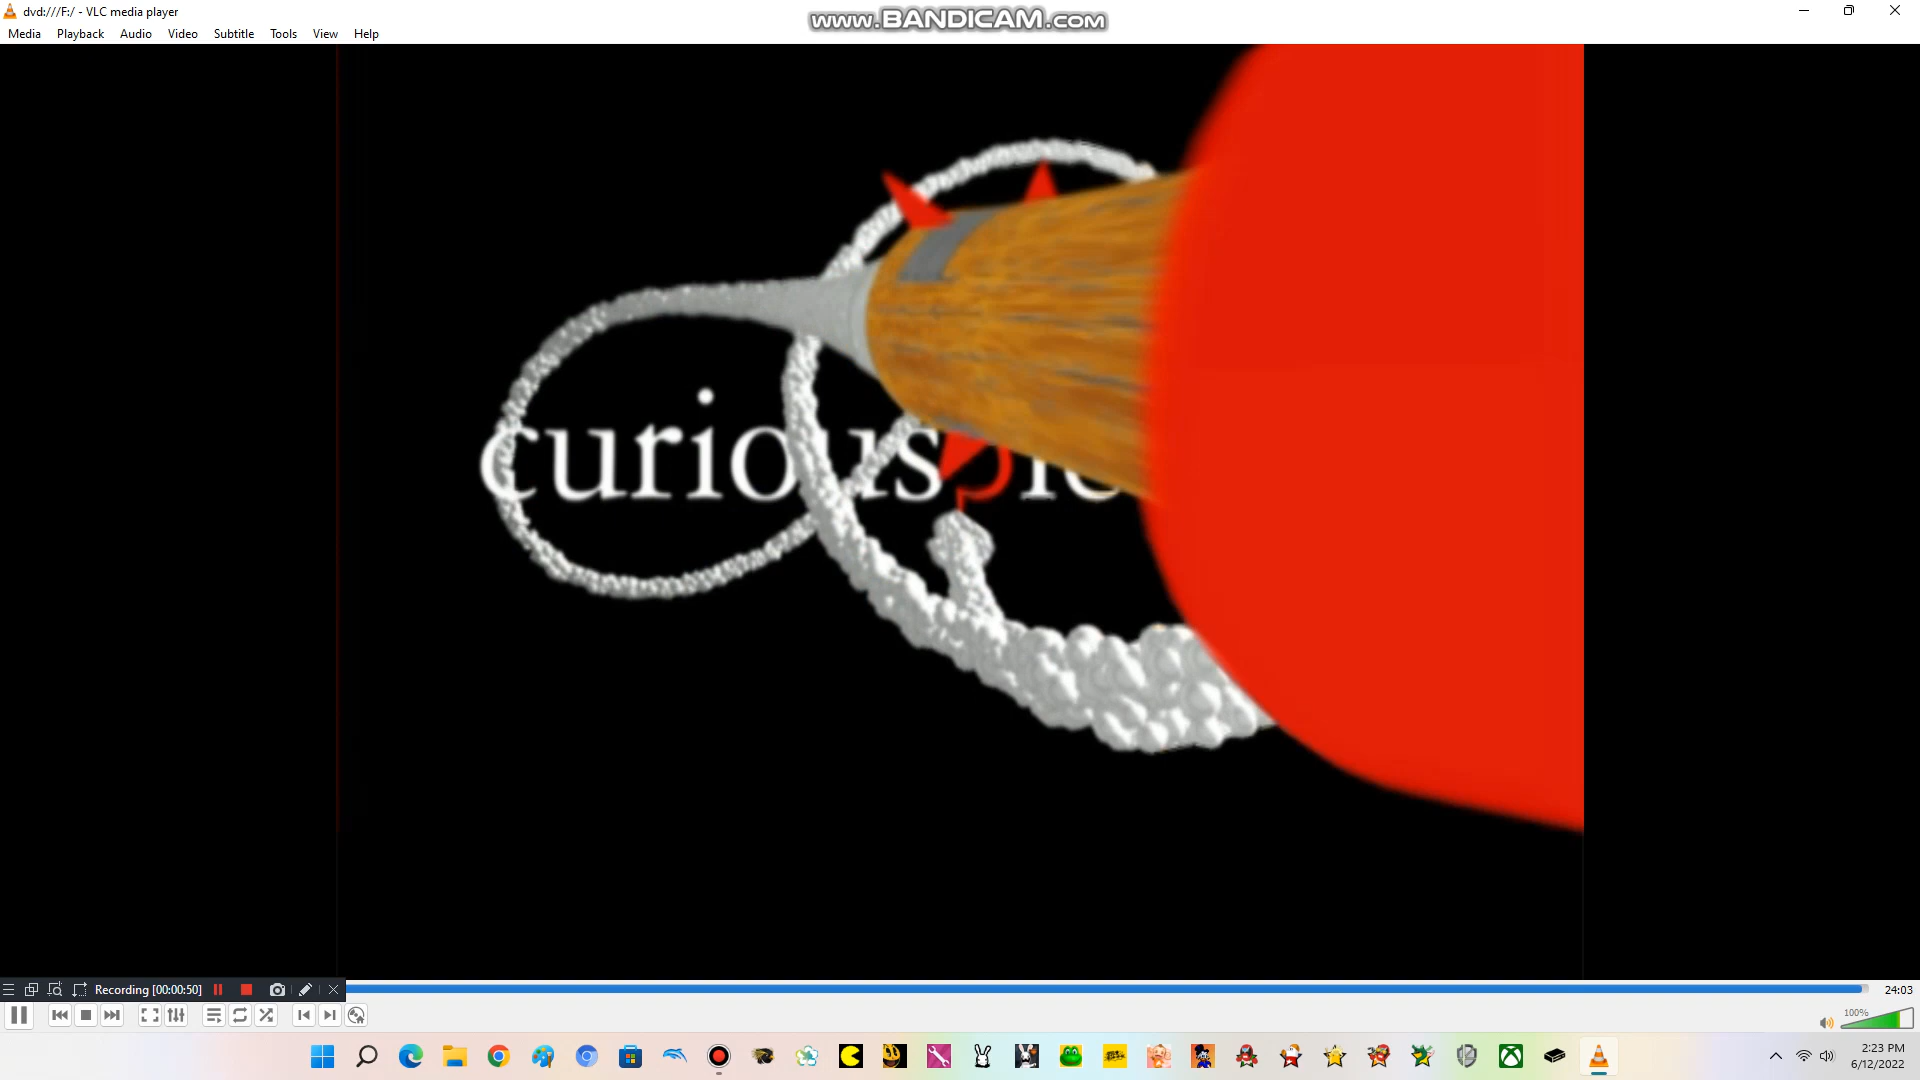 dvd:///F:/ - VLC media player
www.BANDICAM.com
Media Playback Audio Video Subtitle Tools View Help
curious
Recording [00:00:50]
24:03
100%
2:23 PM
6/12/2022